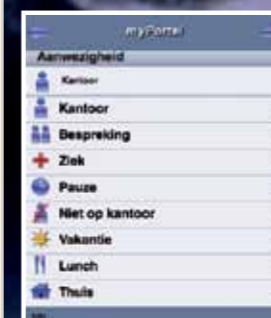 myPortal
Aanwezigheid
Kantoor
Kantoor
Bespreking
Ziek
Pauze
Niet op kantoor
Vakantie
Lunch
Thuis